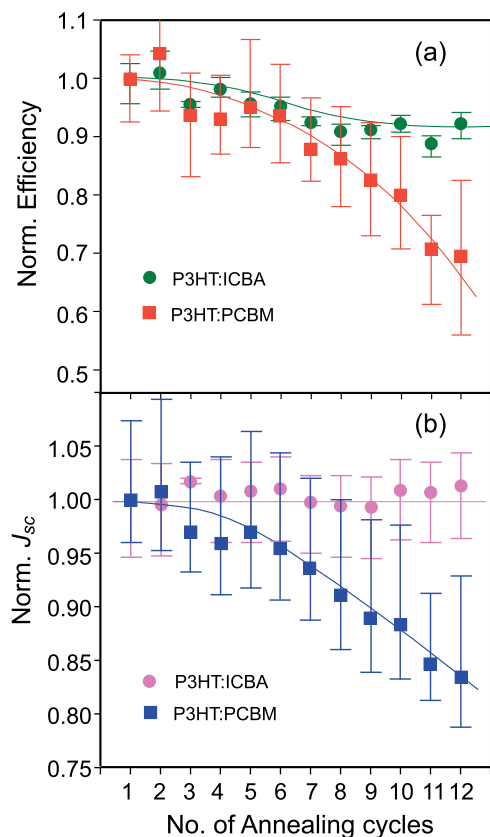 (a)
Norm. Efficiency
1.1
1.0
0.9
0.8
0.7
0.6
0.5
P3HT:ICBA
P3HT:PCBM
(b)
Norm. Jsc
1.05
1.00
0.95
0.90
0.85
0.80
0.75
P3HT:ICBA
P3HT:PCBM
1 2 3 4 5 6 7 8 9 10 11 12
No. of Annealing cycles